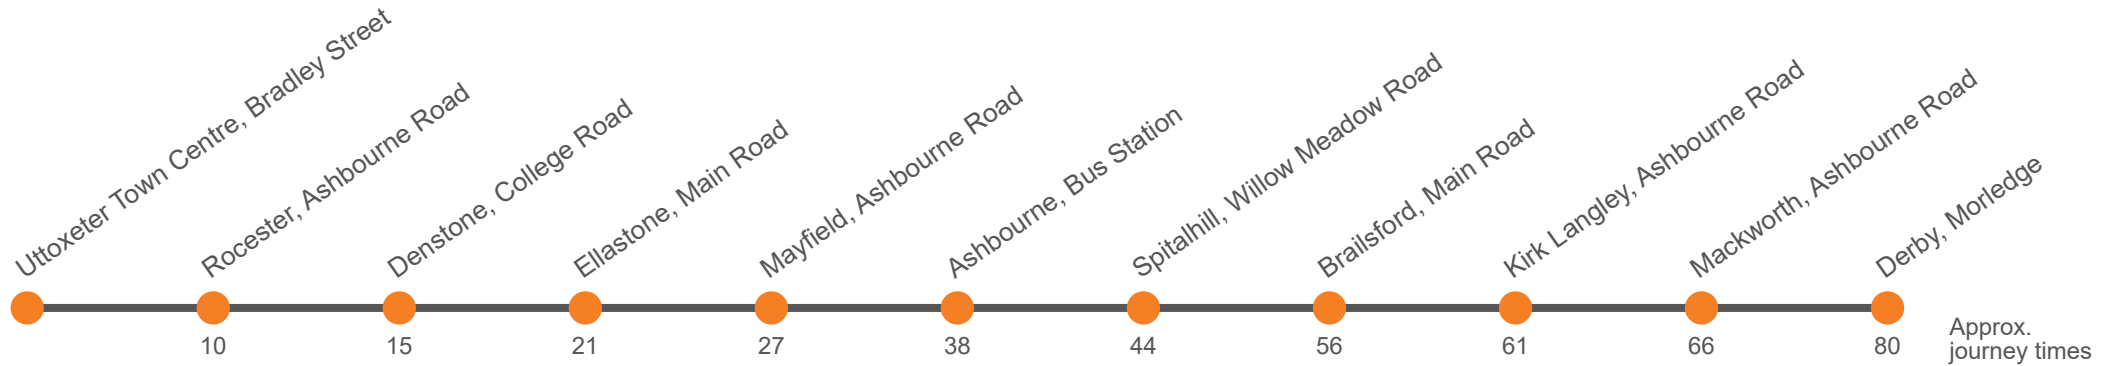 Uttoxeter Town Centre, Bradley Street
Rocester, Ashbourne Road
Denstone, College Road
Ellastone, Main Road
Mayfield, Ashbourne Road
Ashbourne, Bus Station
Spitalhill, Willow Meadow Road
Brailsford, Main Road
Kirk Langley, Ashbourne Road
Mackworth, Ashbourne Road
Derby, Morledge
10 15 21 27 38 44 56 61 66 80
Approx.
journey times